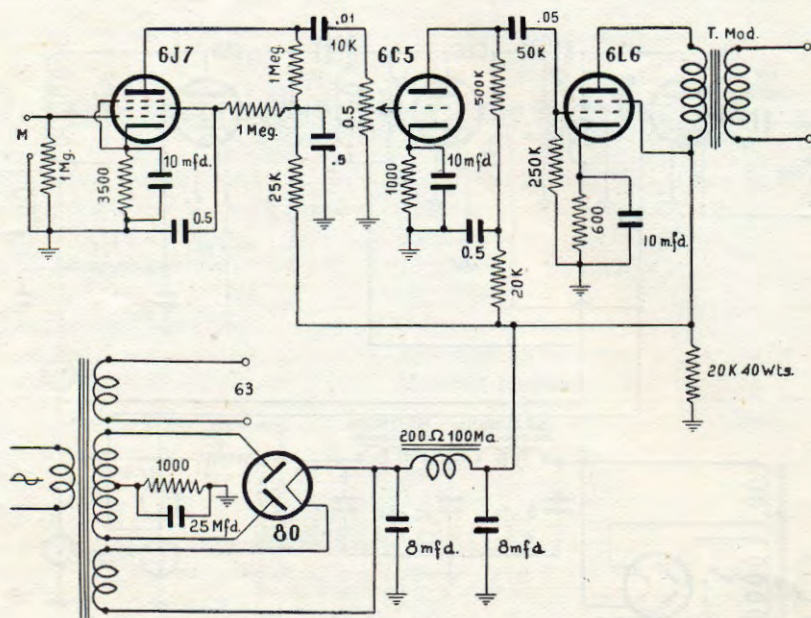 6J7
1 Meg.
.01
10K
0.5
6C5
500K
.05
50K
6L6
T. Mod.
M
1 Mg.
3500
10 mfd.
0.5
1 Meg.
25K
.5
1000
10 mfd
0.5
20K
250K
600
10 mfd.
63
20K 40 Wts.
1000
25 Mfd.
80
200 Ω 100 Ma
8 mfd.
8 mfd